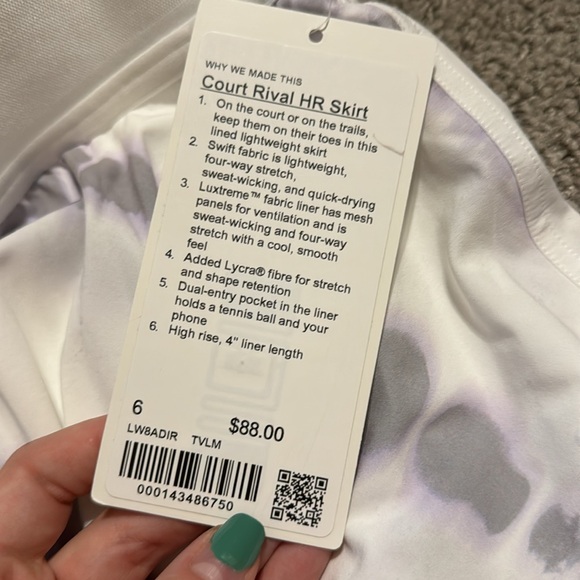 WHY WE MADE THIS
Court Rival HR Skirt
1. On the court or on the trails,
keep them on their toes in this
lined lightweight skirt
2. Swift fabric is lightweight,
four-way stretch,
sweat-wicking, and quick-drying
3. Luxtreme™ fabric liner has mesh
panels for ventilation and is
sweat-wicking and four-way
stretch with a cool, smooth
feel
4. Added Lycra® fibre for stretch
and shape retention
5. Dual-entry pocket in the liner
holds a tennis ball and your
phone
6. High rise, 4" liner length
6 $88.00
LW8ADIR TVLM
000143486750